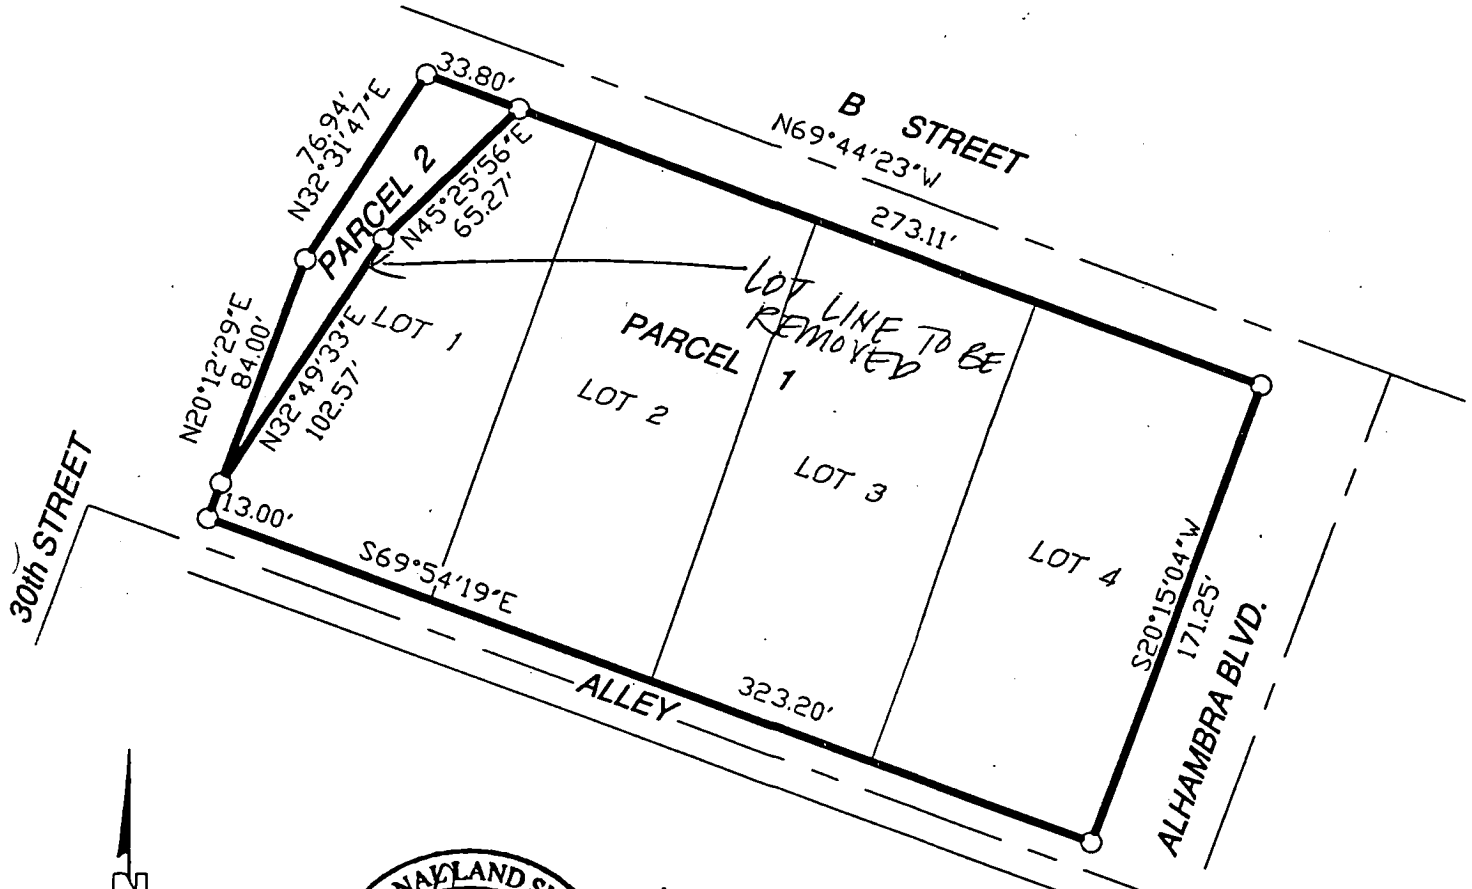 33.80'
B STREET
N69°44'23"W
273.11'
76.94'
N32°31'47"E
PARCEL 2
N45°25'56"E
65.27'
LOT LINE TO BE
REMOVED
N20°12'29"E
84.00'
N32°49'33"E
102.57'
LOT 1
PARCEL 1
LOT 2
LOT 3
LOT 4
30th STREET
13.00'
S69°54'19"E
323.20'
ALLEY
S20°15'04"W
171.25'
ALHAMBRA BLVD.
N
LAND